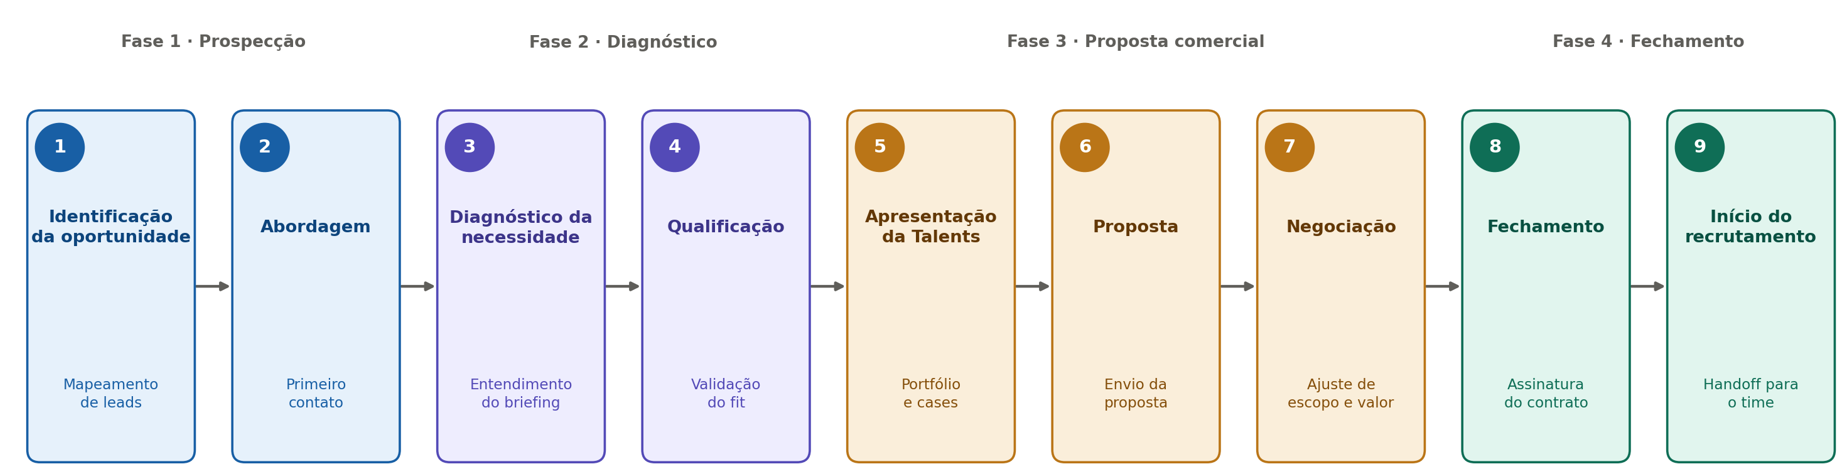 Fase 1 · Prospecção
Fase 2 · Diagnóstico
Fase 3 · Proposta comercial
Fase 4 · Fechamento
1
Identificação
da oportunidade
Mapeamento
de leads
2
Abordagem
Primeiro
contato
3
Diagnóstico da
necessidade
Entendimento
do briefing
4
Qualificação
Validação
do fit
5
Apresentação
da Talents
Portfólio
e cases
6
Proposta
Envio da
proposta
7
Negociação
Ajuste de
escopo e valor
8
Fechamento
Assinatura
do contrato
9
Início do
recrutamento
Handoff para
o time